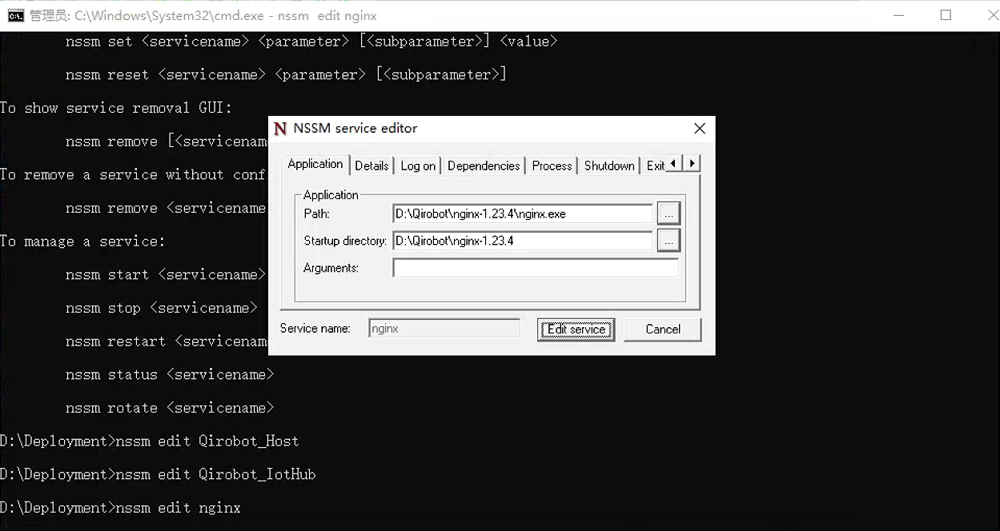 管理员: C:\Windows\System32\cmd.exe - nssm  edit nginx
nssm set <servicename> <parameter> [<subparameter>] <value>
nssm reset <servicename> <parameter> [<subparameter>]
To show service removal GUI:
nssm remove [<servicenam
To remove a service without conf
nssm remove <servicename
To manage a service:
nssm start <servicename>
nssm stop <servicename>
nssm restart <servicenam
nssm status <servicename>
nssm rotate <servicename>
D:\Deployment>nssm edit Qirobot_Host
D:\Deployment>nssm edit Qirobot_IotHub
D:\Deployment>nssm edit nginx
NSSM service editor
Application Details Log on Dependencies Process Shutdown Exit
Application
Path: D:\Qirobot\nginx-1.23.4\nginx.exe ...
Startup directory: D:\Qirobot\nginx-1.23.4 ...
Arguments:
Service name: nginx Edit service Cancel